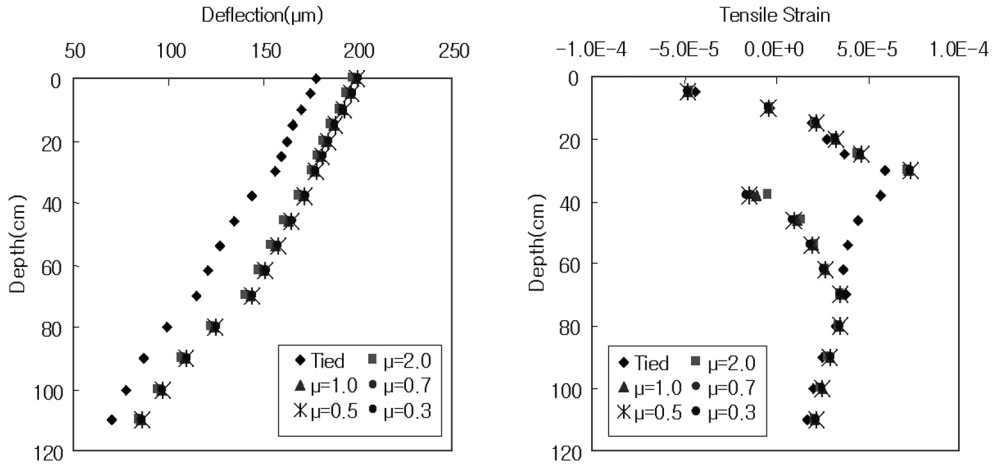 Deflection(μm)
50 100 150 200 250
0
20
40
60
80
100
120
Depth(cm)
Tied μ=2.0
μ=1.0 μ=0.7
μ=0.5 μ=0.3
Tensile Strain
-1.0E-4 -5.0E-5 0.0E+0 5.0E-5 1.0E-4
0
20
40
60
80
100
120
Depth(cm)
Tied μ=2.0
μ=1.0 μ=0.7
μ=0.5 μ=0.3